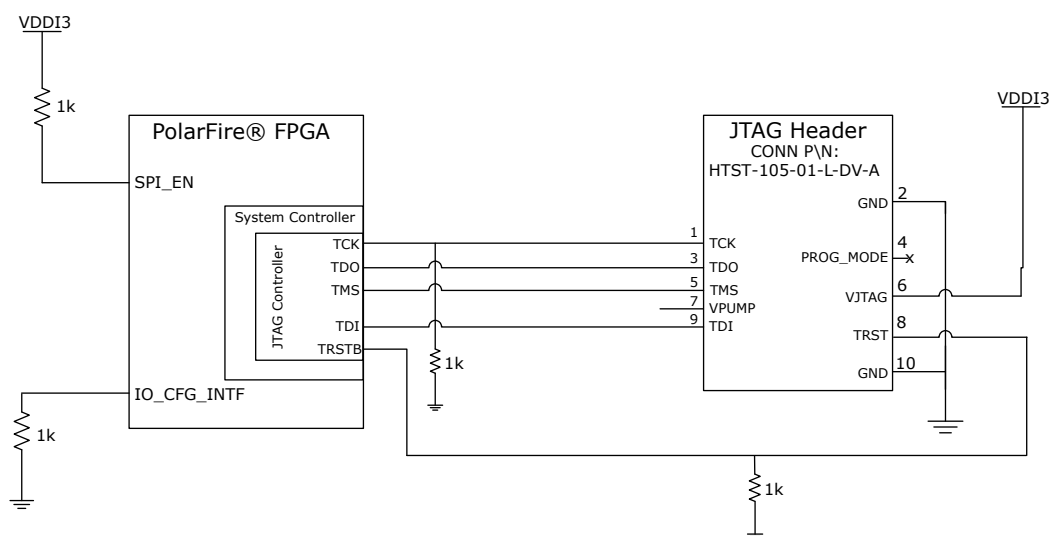 VDDI3
1k
PolarFire® FPGA
SPI_EN
System Controller
JTAG Controller
TCK
TDO
TMS
TDI
TRSTB
IO_CFG_INTF
1k
1k
1k
VDDI3
JTAG Header
CONN P\N:
HTST-105-01-L-DV-A
1
TCK
3
TDO
5
TMS
7
VPUMP
9
TDI
GND
2
PROG_MODE
4
VJTAG
6
TRST
8
GND
10